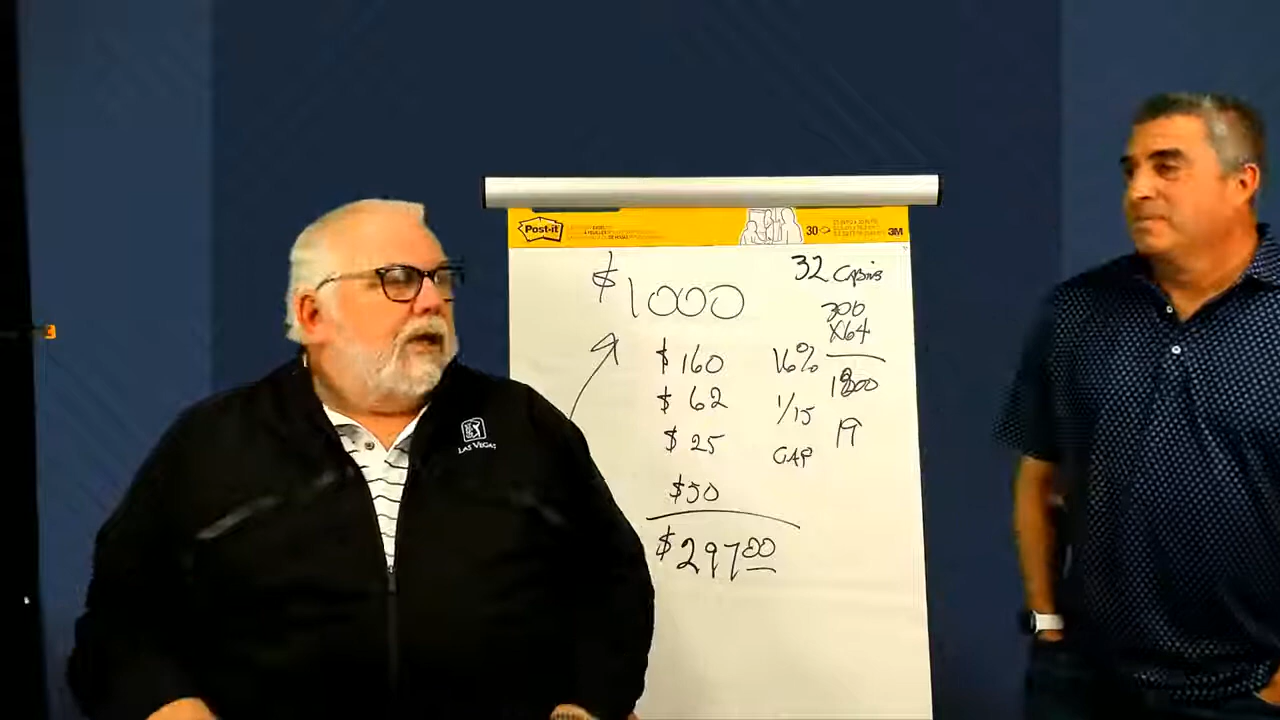 Post-it
30
3M
$1000
32 Cabins
300
X64
$160
16%
1800
$62
1/15
19
$25
GAP
$50
$297.00
LAS VEGAS